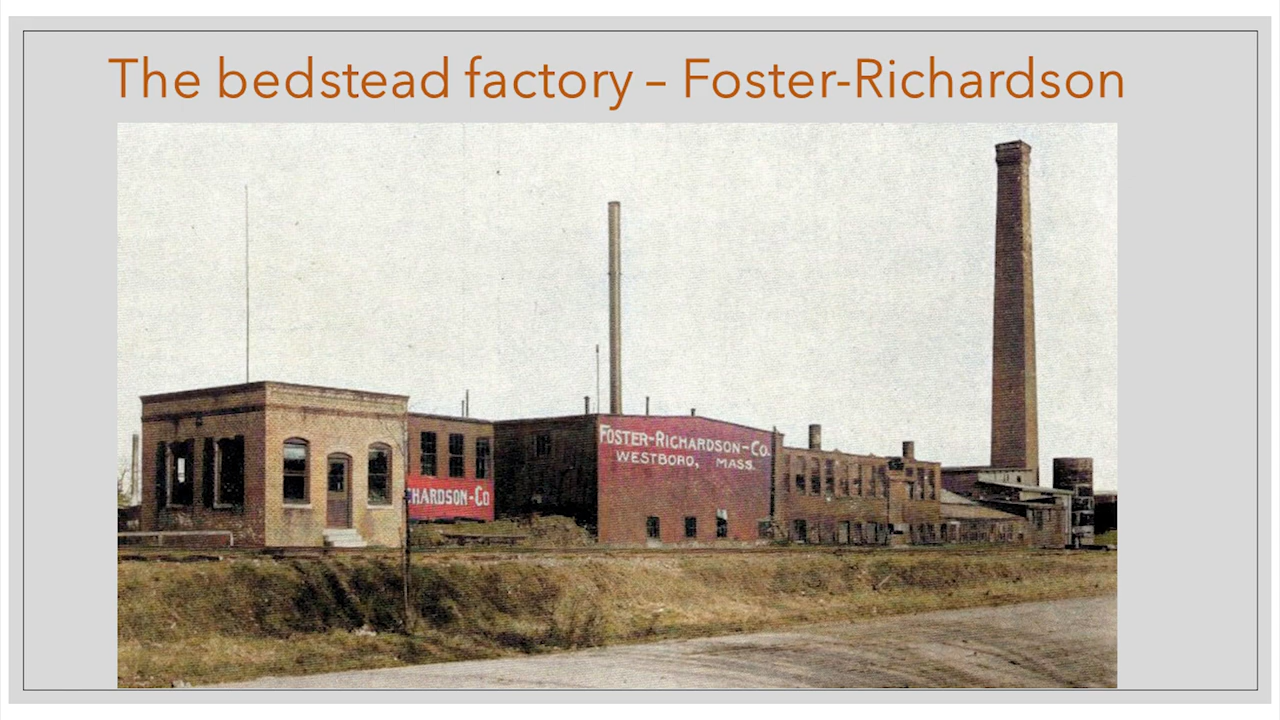 The bedstead factory – Foster-Richardson
FOSTER-RICHARDSON-CO.
WESTBORO, MASS.
CHARDSON-CO